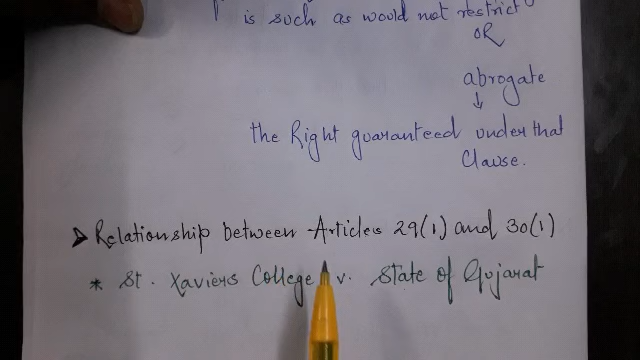 is such as would not restrict
OR
abrogate
↓
the Right guaranteed under that
Clause.
➤ Relationship between Articles 29(1) and 30(1)
* St. Xaviers College v. State of Gujarat